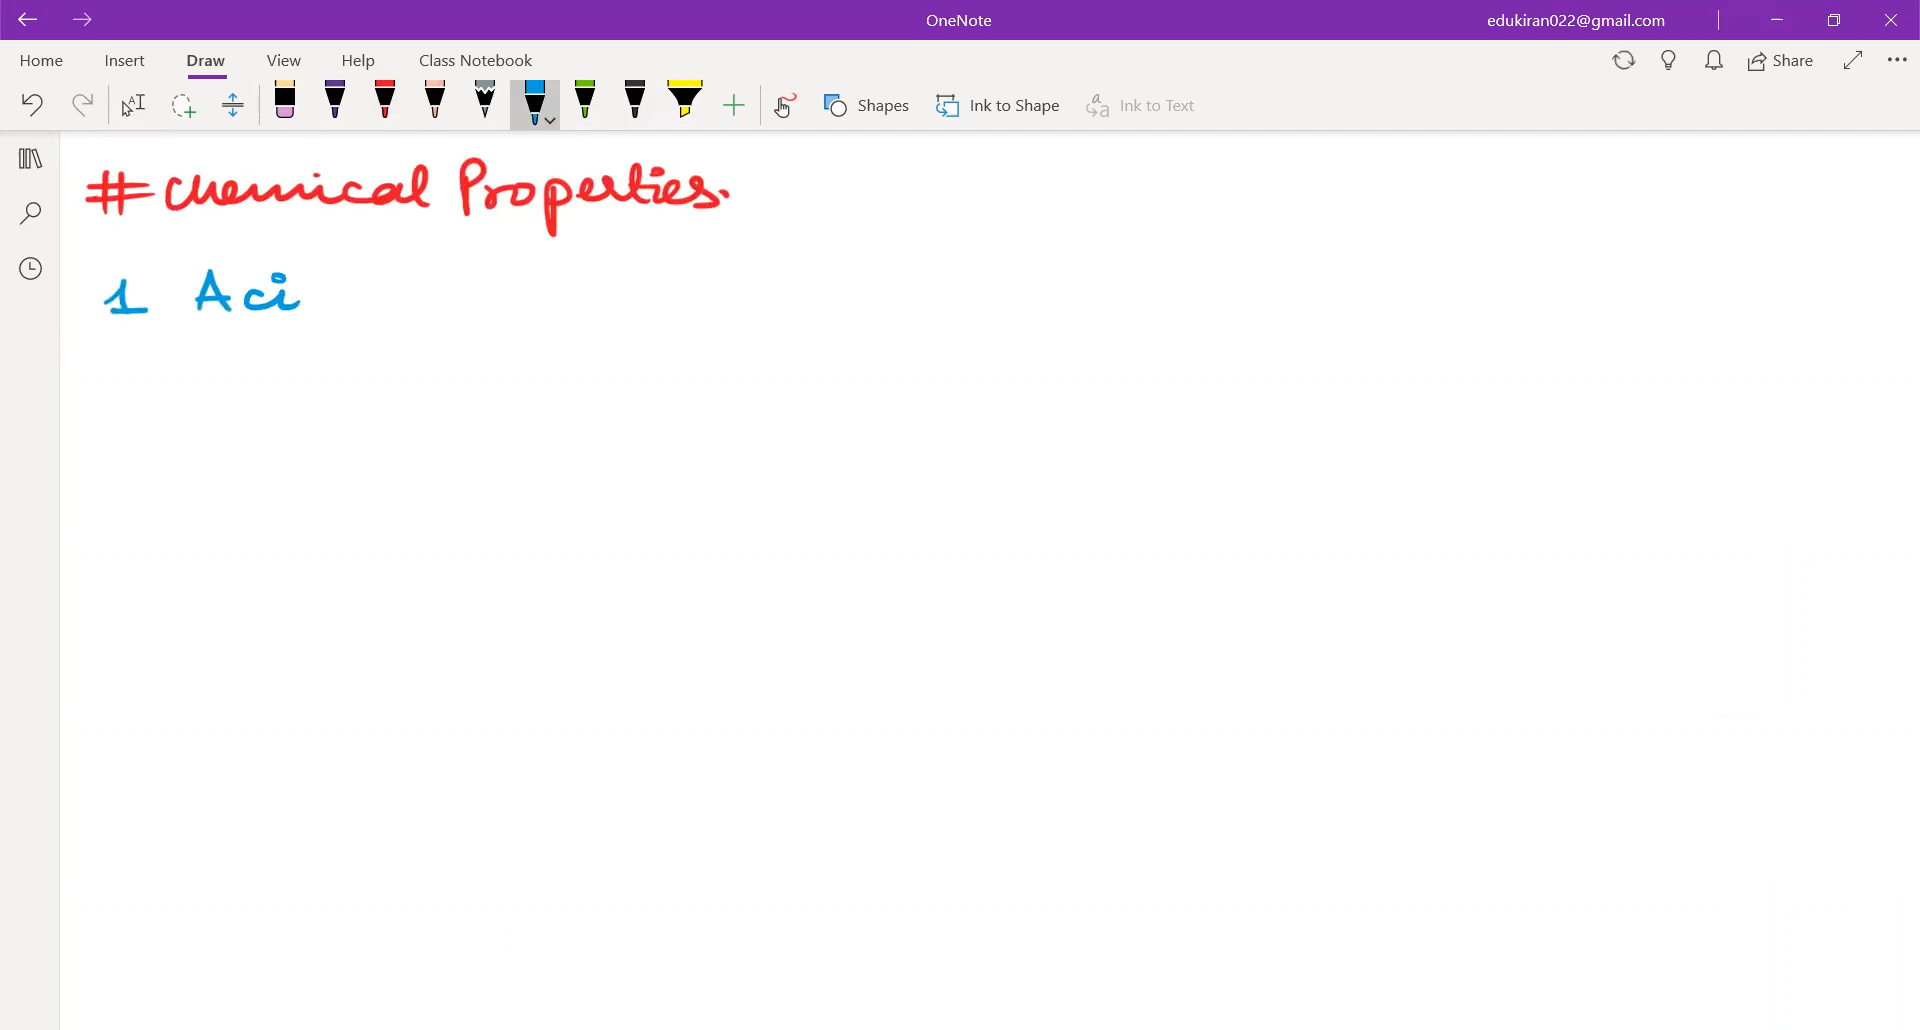 OneNote
edukiran022@gmail.com
Home Insert Draw View Help Class Notebook
Share
Shapes Ink to Shape Ink to Text
# Chemical Properties.
1 Aci